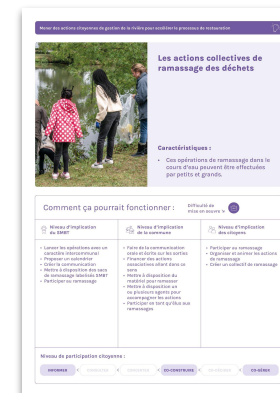 Mener des actions citoyennes de gestion de la rivière pour accélérer le processus de restauration
Les actions collectives de
ramassage des déchets
Caractéristiques :
• Ces opérations de ramassage dans le
cours d'eau peuvent être effectuées
par petits et grands.
Comment ça pourrait fonctionner :
Difficulté de
mise en œuvre :
Niveau d'implication
du SMBT
• Lancer les opérations avec un
caractère intercommunal
• Proposer un calendrier
• Créer la communication
• Mettre à disposition des sacs
de ramassage labelisés SMBT
• Participer au ramassage
Niveau d'implication
de la commune
• Faire de la communication
orale et écrite sur les sorties
• Financer des actions
associatives allant dans ce
sens
• Mettre à disposition du
matériel pour ramasser
• Mettre à disposition un
ou plusieurs agents pour
accompagner les actions
• Participer en tant qu'élus aux
ramassages
Niveau d'implication
des citoyens
• Participer au ramassage
• Organiser et animer les actions
de ramassage
• Créer un collectif de ramassage
Niveau de participation citoyenne :
INFORMER
CO-CONSTRUIRE
CO-GÉRER